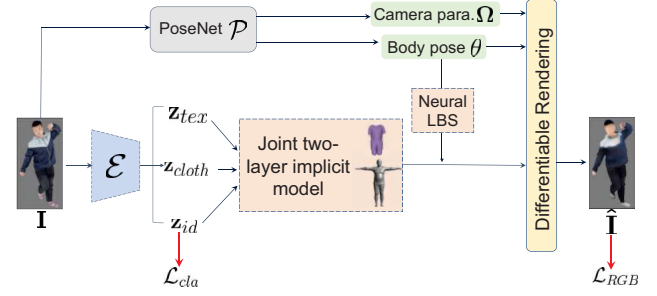 PoseNet 𝒫
Camera para. Ω
Body pose θ
Neural
LBS
Differentiable Rendering
I
ℰ
z_tex
z_cloth
z_id
Joint two-
layer implicit
model
Î
ℒ_cla
ℒ_RGB